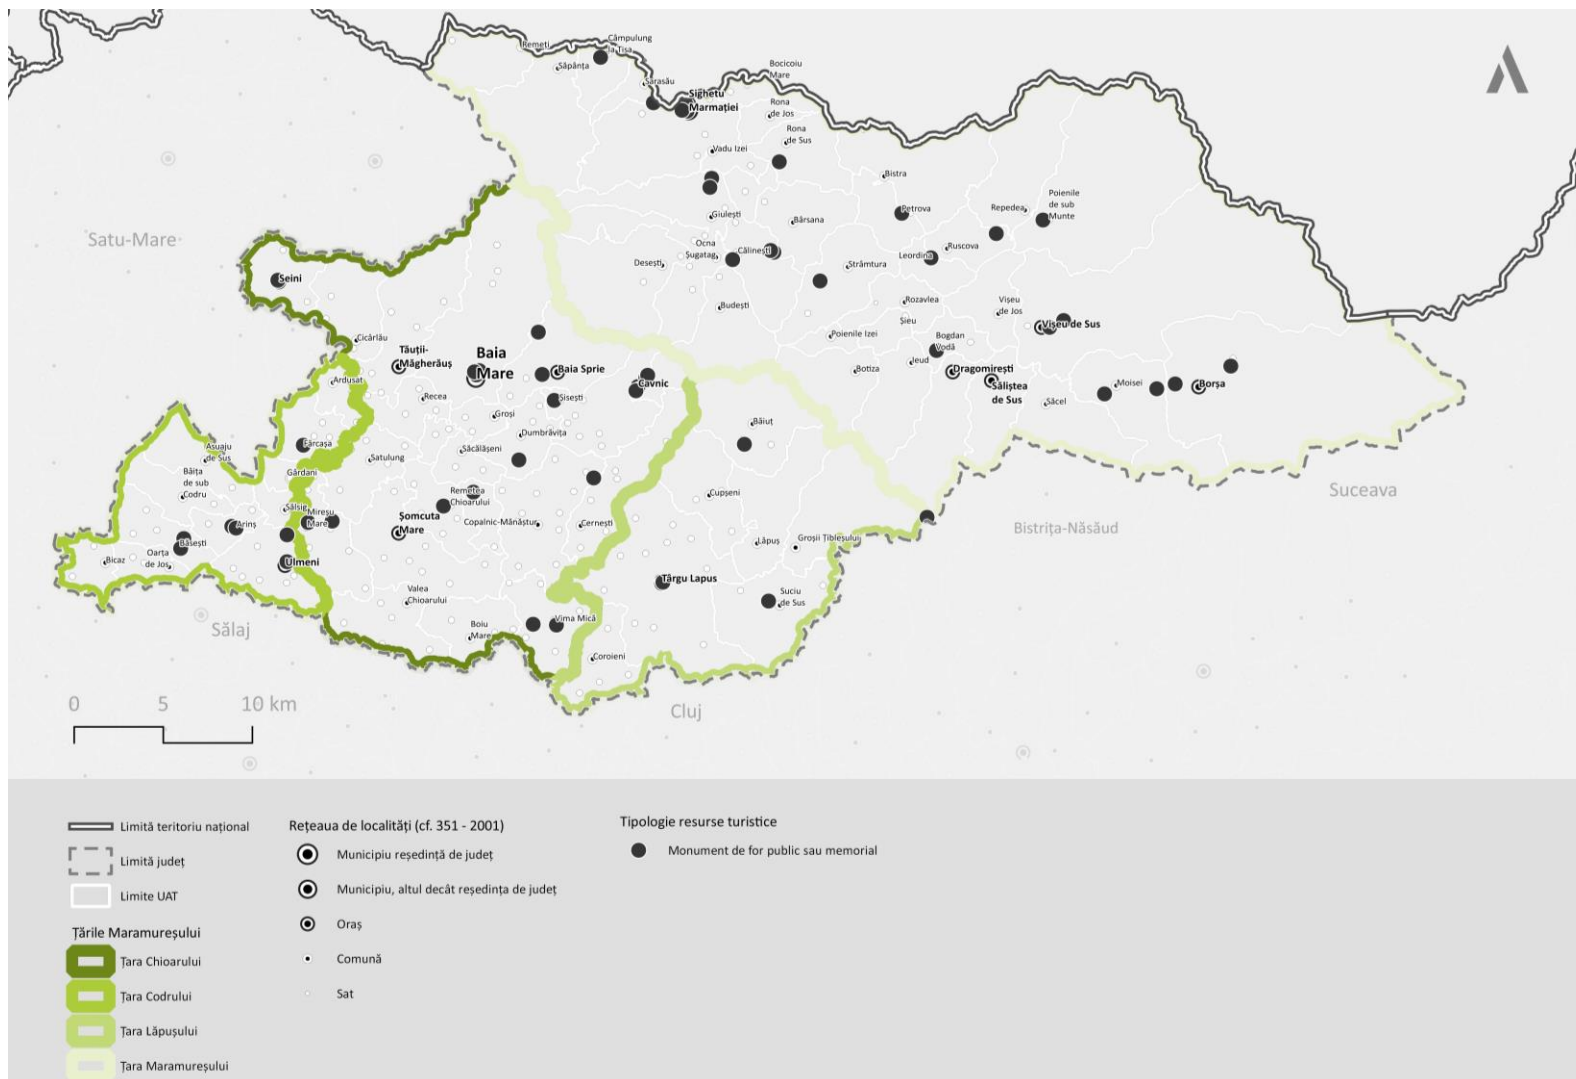 Remeți
Câmpulung
la Tisa
Săpânța
Sarasău
Bocicoiu
Mare
Sighetu
Marmației
Rona
de Jos
Rona
de Sus
Vadu Izei
Bistra
Poienile
de sub
Munte
Repedea
Petrova
Giulești
Bârsana
Satu-Mare
Ocna
Șugatag
Călinești
Desești
Leordina
Ruscova
Strâmtura
Seini
Budești
Rozavlea
Șieu
Vișeu
de Jos
Vișeu de Sus
Poienile Izei
Bogdan
Vodă
Cicârlău
Tăuții-
Măgherăuș
Baia
Mare
Baia Sprie
Cavnic
Botiza
Ieud
Dragomirești
Săliștea
de Sus
Moisei
Borșa
Ardusat
Recea
Șișești
Groși
Săcel
Băiuț
Dumbrăvița
Asuaju
de Sus
Fărcașa
Satulung
Săcălășeni
Băița
de sub
Codru
Gârdani
Remetea
Chioarului
Cupșeni
Suceava
Sălsig
Mireșu
Mare
Șomcuta
Mare
Copalnic-Mănăștur
Cernești
Bistrița-Năsăud
Ariniș
Băsești
Oarța
de Jos
Bicaz
Ulmeni
Lăpuș
Groșii Țibleșului
Târgu Lapus
Valea
Chioarului
Suciu
de Sus
Sălaj
Boiu
Mare
Vima Mică
Coroieni
0 5 10 km
Cluj
Limită teritoriu național
Limită județ
Limite UAT
Țările Maramureșului
Țara Chioarului
Țara Codrului
Țara Lăpușului
Țara Maramureșului
Rețeaua de localități (cf. 351 - 2001)
Municipiu reședință de județ
Municipiu, altul decât reședința de județ
Oraș
Comună
Sat
Tipologie resurse turistice
Monument de for public sau memorial